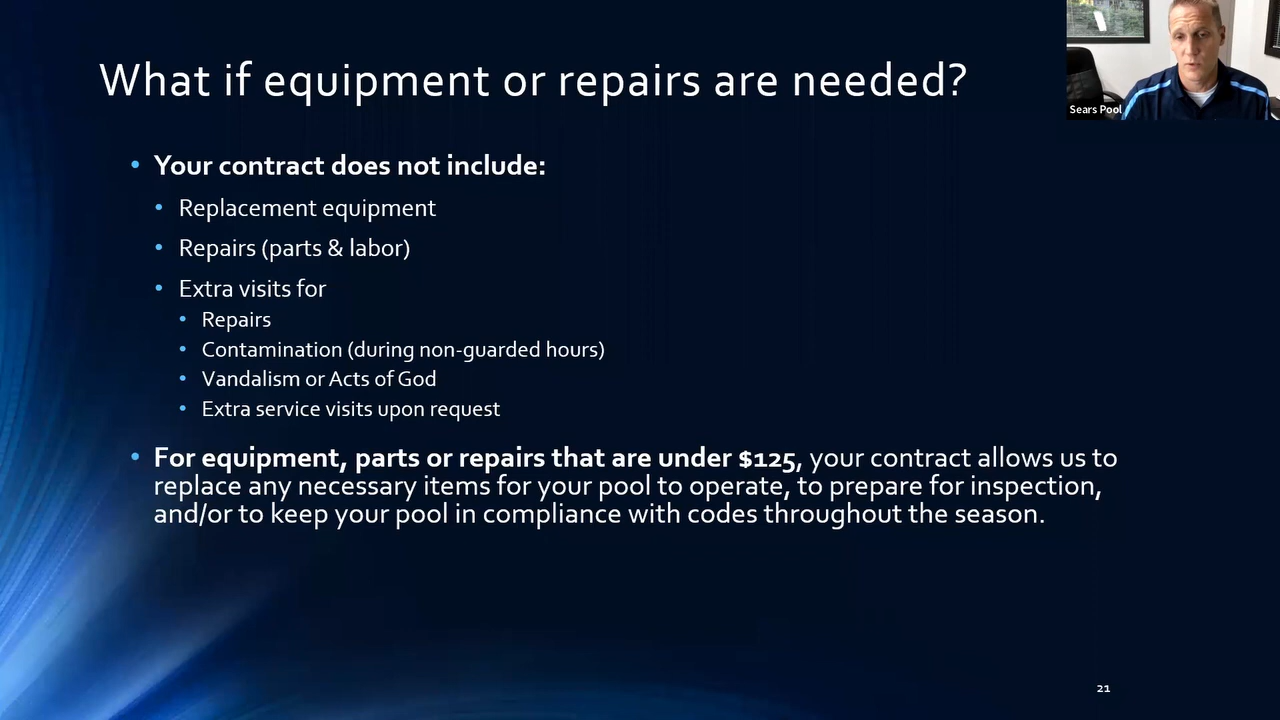 What if equipment or repairs are needed?
Sears Pool
• Your contract does not include:
• Replacement equipment
• Repairs (parts & labor)
• Extra visits for
• Repairs
• Contamination (during non-guarded hours)
• Vandalism or Acts of God
• Extra service visits upon request
• For equipment, parts or repairs that are under $125, your contract allows us to
replace any necessary items for your pool to operate, to prepare for inspection,
and/or to keep your pool in compliance with codes throughout the season.
21